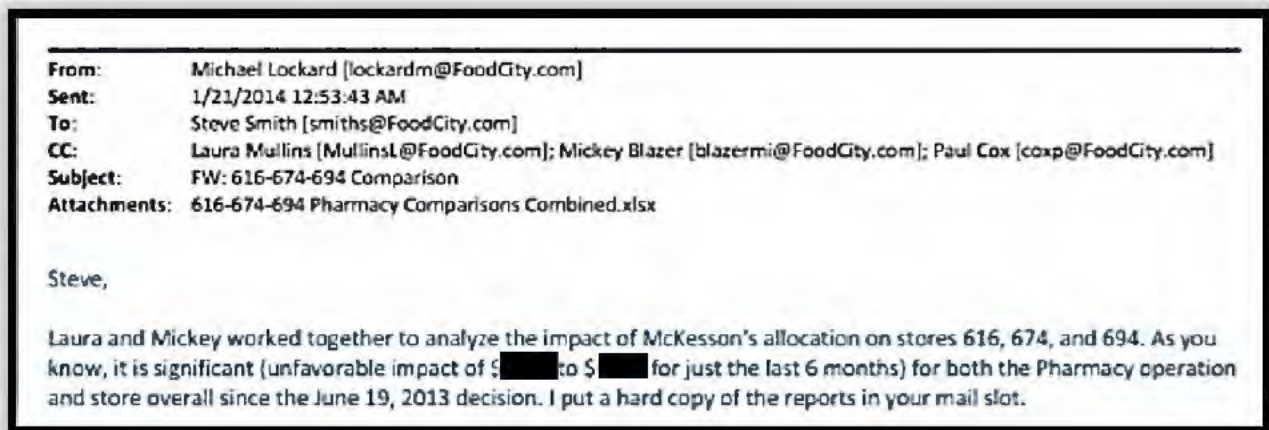 From: Michael Lockard [lockardm@FoodCity.com]
Sent: 1/21/2014 12:53:43 AM
To: Steve Smith [smiths@FoodCity.com]
CC: Laura Mullins [MullinsL@FoodCity.com]; Mickey Blazer [blazermi@FoodCity.com]; Paul Cox [coxp@FoodCity.com]
Subject: FW: 616-674-694 Comparison
Attachments: 616-674-694 Pharmacy Comparisons Combined.xlsx
Steve,
Laura and Mickey worked together to analyze the impact of McKesson's allocation on stores 616, 674, and 694. As you
know, it is significant (unfavorable impact of $ to $ for just the last 6 months) for both the Pharmacy operation
and store overall since the June 19, 2013 decision. I put a hard copy of the reports in your mail slot.